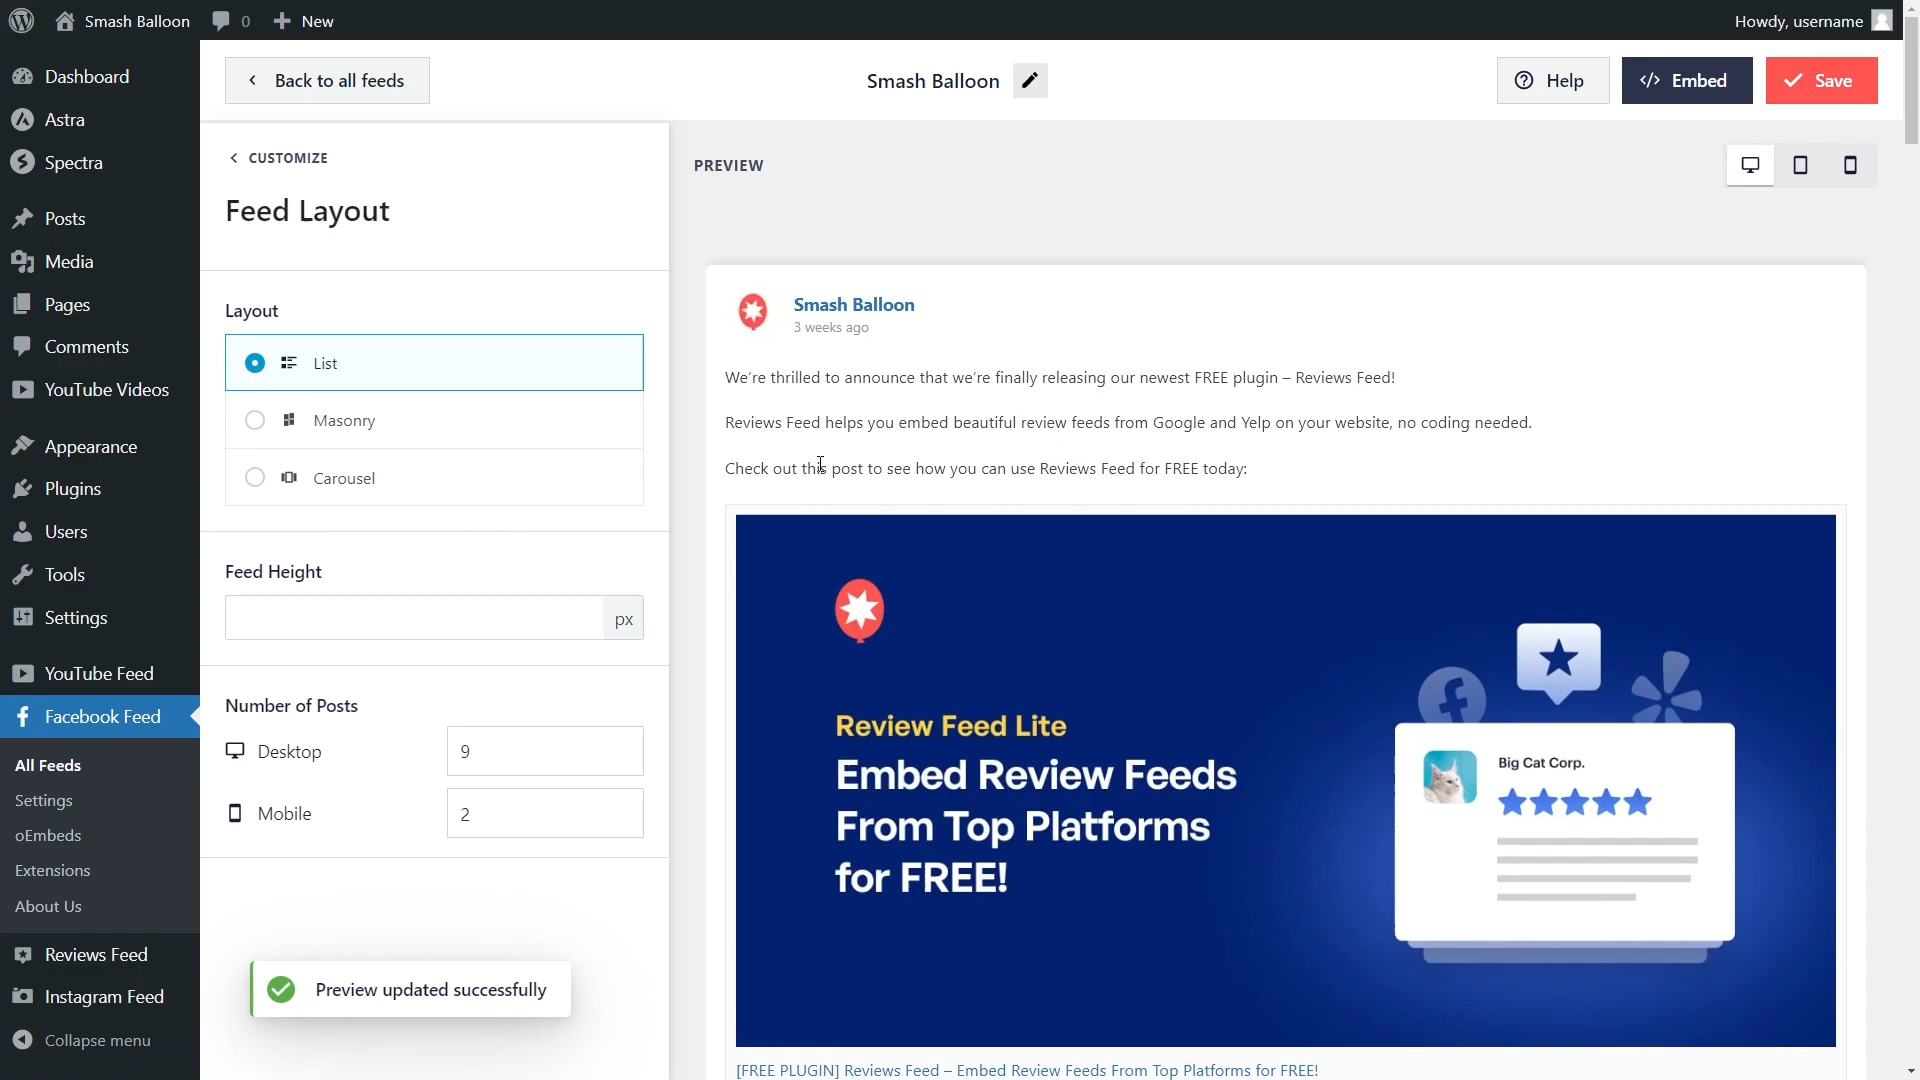 Smash Balloon
0
New
Howdy, username
Dashboard
Astra
Spectra
Posts
Media
Pages
Comments
YouTube Videos
Appearance
Plugins
Users
Tools
Settings
YouTube Feed
Facebook Feed
All Feeds
Settings
oEmbeds
Extensions
About Us
Reviews Feed
Instagram Feed
Collapse menu
Back to all feeds
Smash Balloon
Help
Embed
Save
CUSTOMIZE
Feed Layout
Layout
List
Masonry
Carousel
Feed Height
px
Number of Posts
Desktop
9
Mobile
2
Preview updated successfully
PREVIEW
Smash Balloon
3 weeks ago
We’re thrilled to announce that we’re finally releasing our newest FREE plugin – Reviews Feed!
Reviews Feed helps you embed beautiful review feeds from Google and Yelp on your website, no coding needed.
Check out this post to see how you can use Reviews Feed for FREE today:
Review Feed Lite
Embed Review Feeds
From Top Platforms
for FREE!
Big Cat Corp.
[FREE PLUGIN] Reviews Feed – Embed Review Feeds From Top Platforms for FREE!